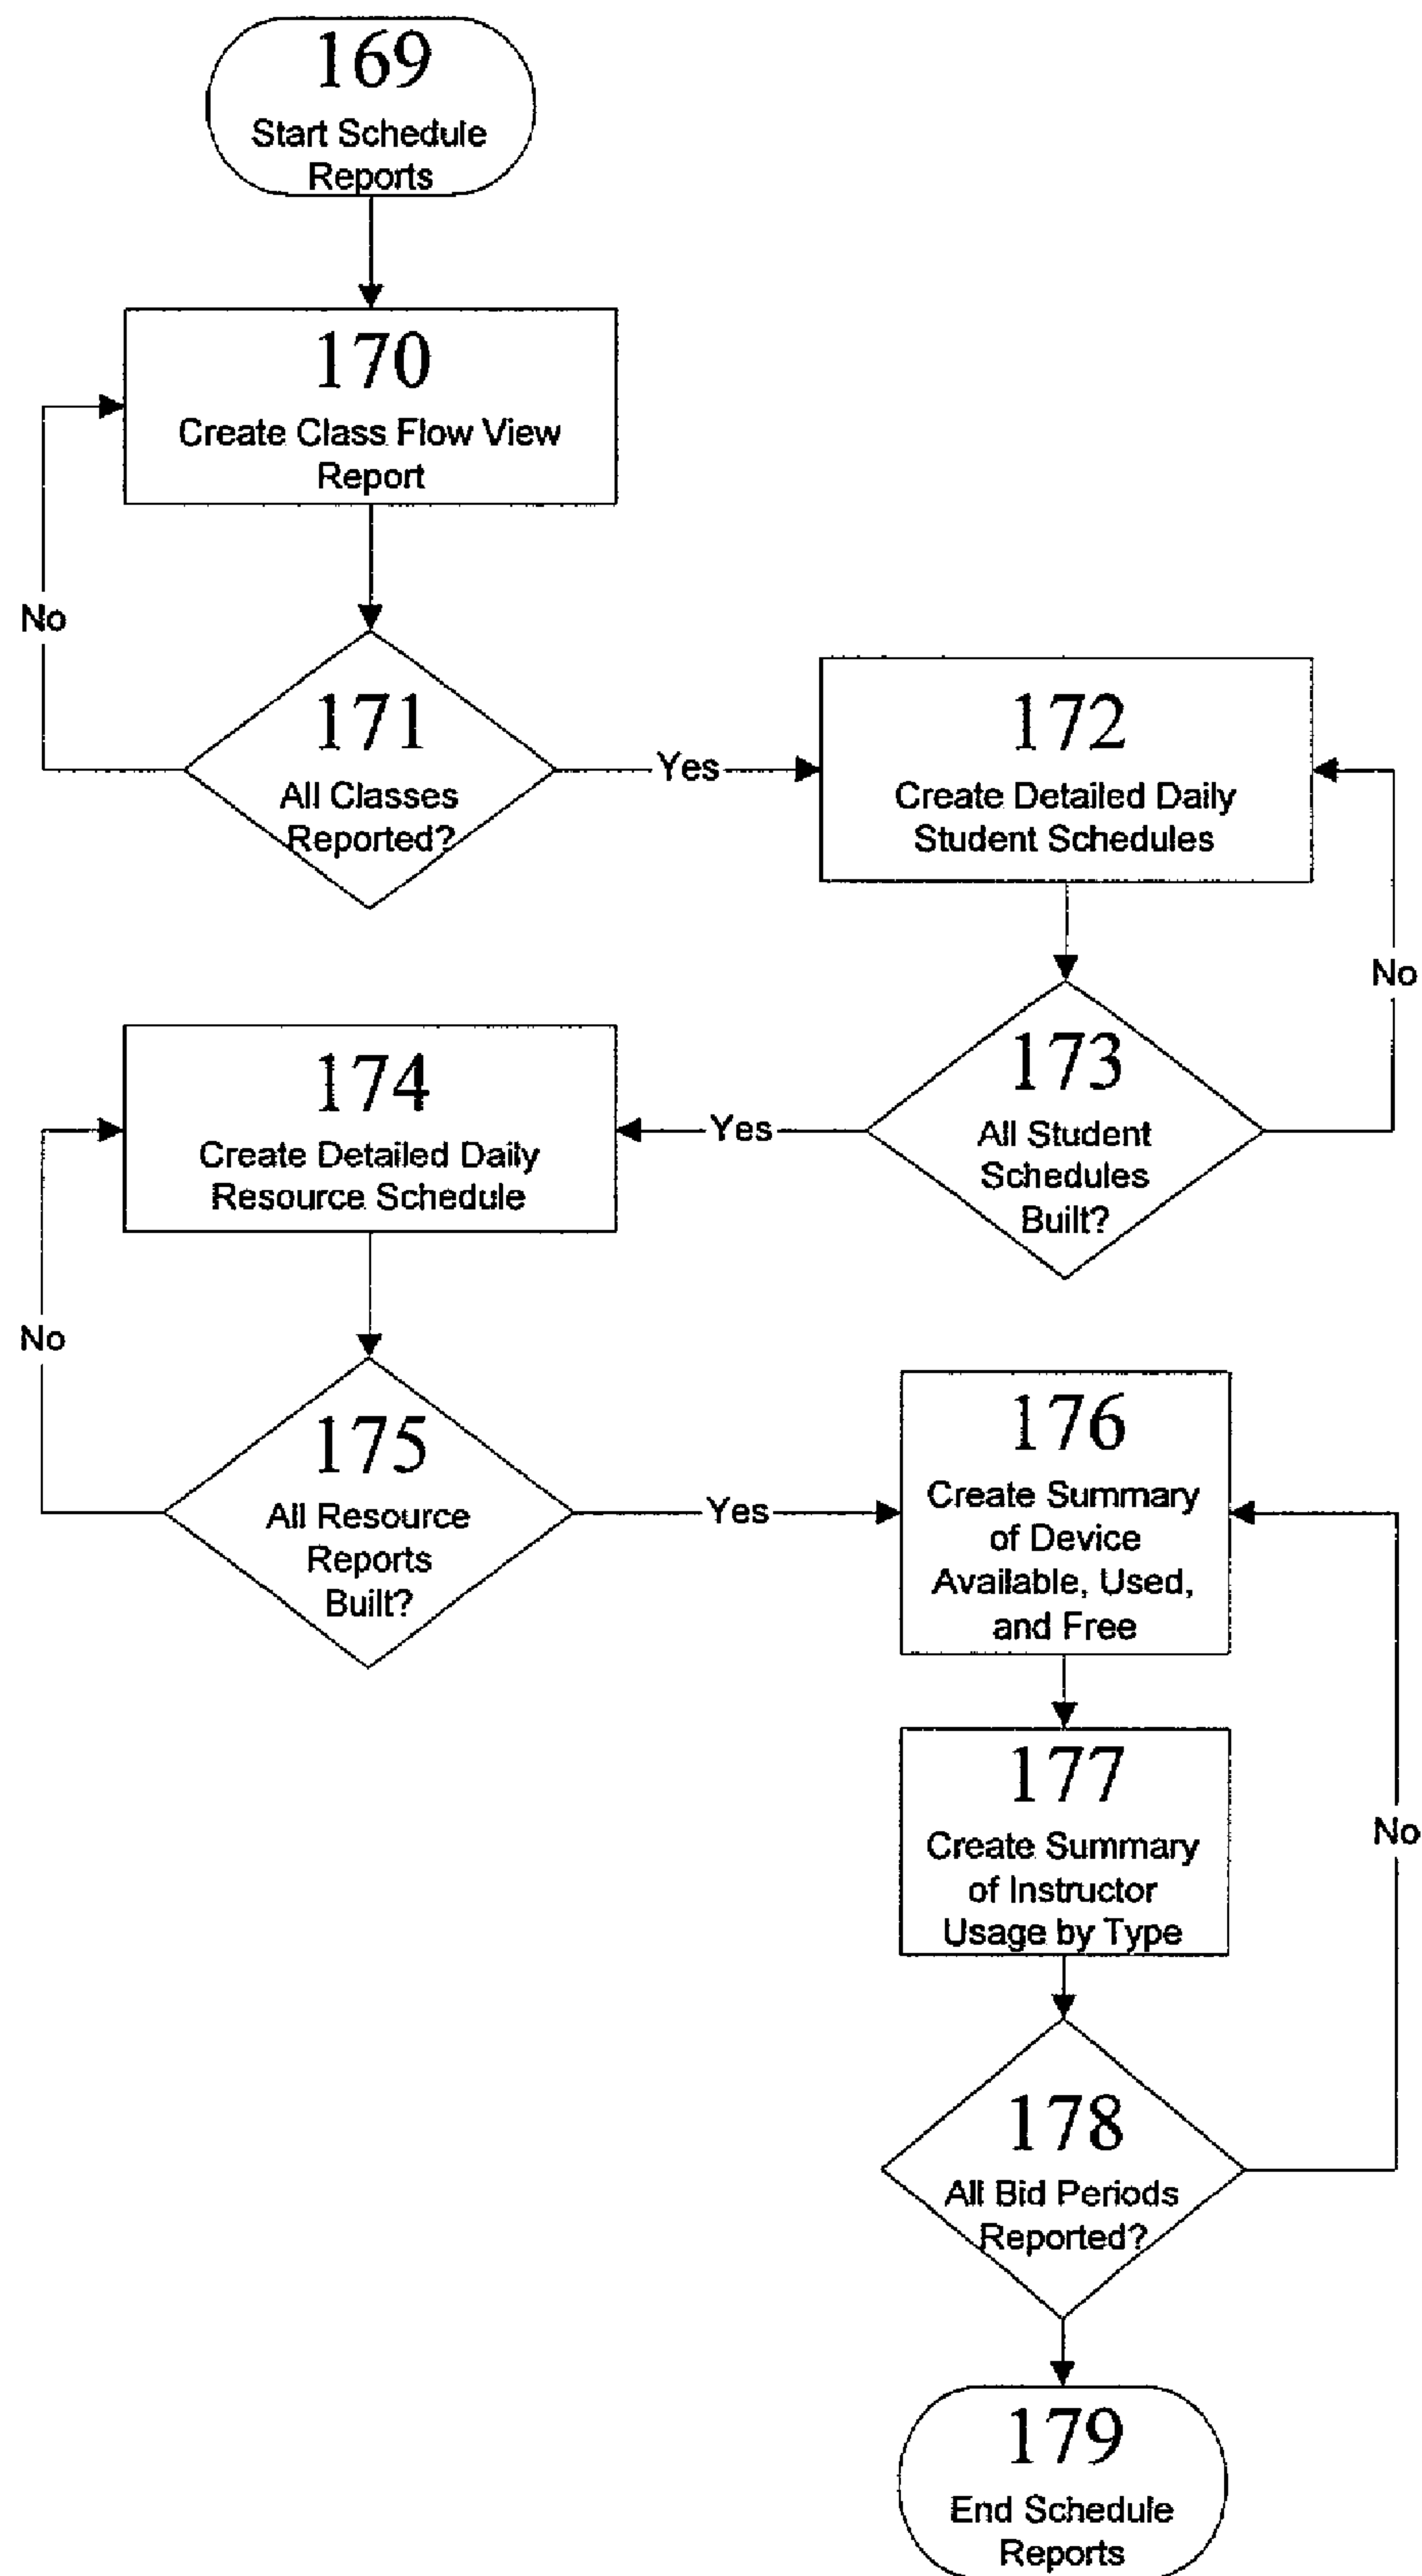 169
Start Schedule
Reports
170
Create Class Flow View
Report
No
171
All Classes
Reported?
Yes
172
Create Detailed Daily
Student Schedules
No
173
All Student
Schedules
Built?
Yes
174
Create Detailed Daily
Resource Schedule
No
175
All Resource
Reports
Built?
Yes
176
Create Summary
of Device
Available, Used,
and Free
177
Create Summary
of Instructor
Usage by Type
No
178
All Bid Periods
Reported?
179
End Schedule
Reports